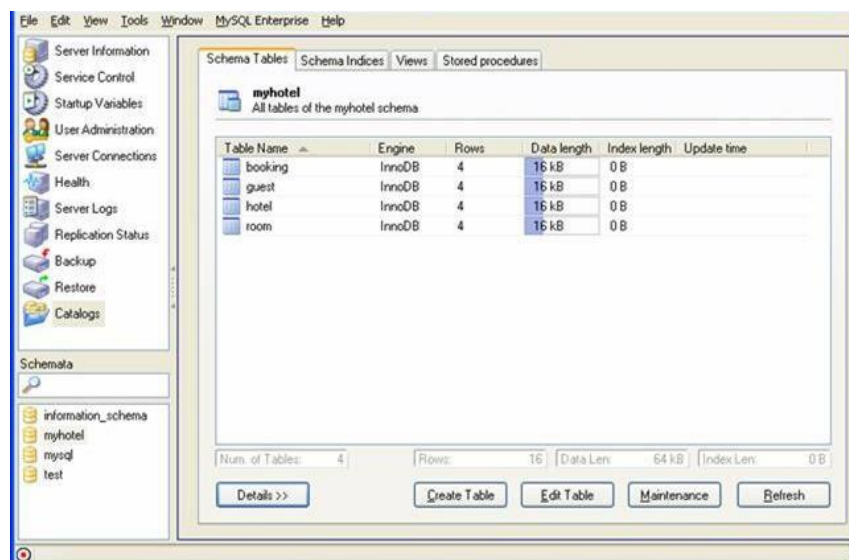 File Edit View Tools Window MySQL Enterprise Help
Server Information
Service Control
Startup Variables
User Administration
Server Connections
Health
Server Logs
Replication Status
Backup
Restore
Catalogs
Schemata
information_schema
myhotel
mysql
test
Schema Tables Schema Indices Views Stored procedures
myhotel
All tables of the myhotel schema
Table Name Engine Rows Data length Index length Update time
booking InnoDB 4 16 kB 0 B
guest InnoDB 4 16 kB 0 B
hotel InnoDB 4 16 kB 0 B
room InnoDB 4 16 kB 0 B
Num. of Tables: 4 Rows: 16 Data Len: 64 kB Index Len: 0 B
Details >> Create Table Edit Table Maintenance Refresh